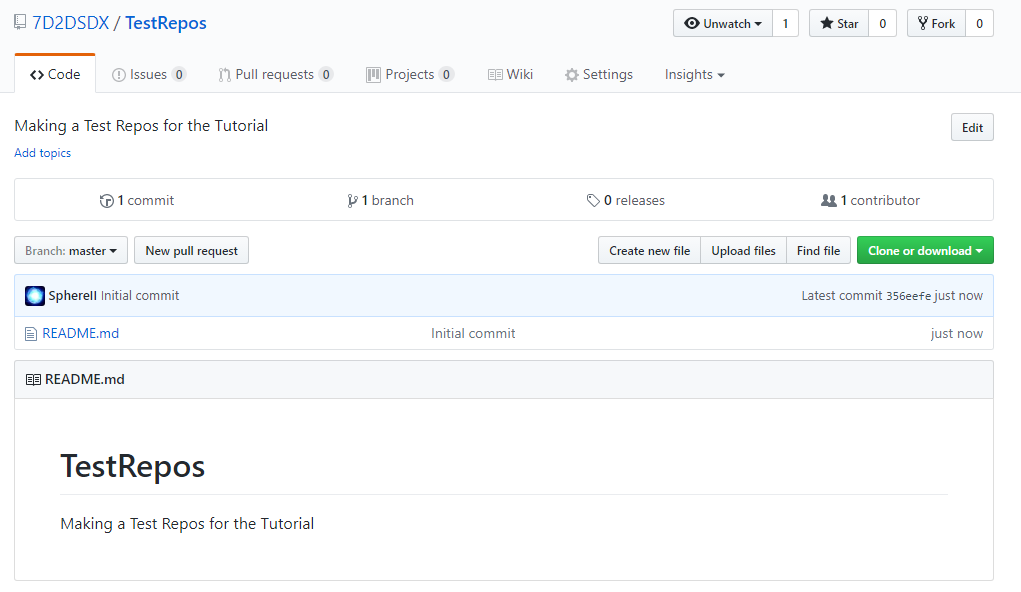 7D2DSDX / TestRepos Unwatch 1 Star 0 Fork 0
Code Issues 0 Pull requests 0 Projects 0 Wiki Settings Insights
Making a Test Repos for the Tutorial Edit
Add topics
1 commit 1 branch 0 releases 1 contributor
Branch: master New pull request Create new file Upload files Find file Clone or download
SphereII Initial commit Latest commit 356eefe just now
README.md Initial commit just now
README.md
TestRepos
Making a Test Repos for the Tutorial